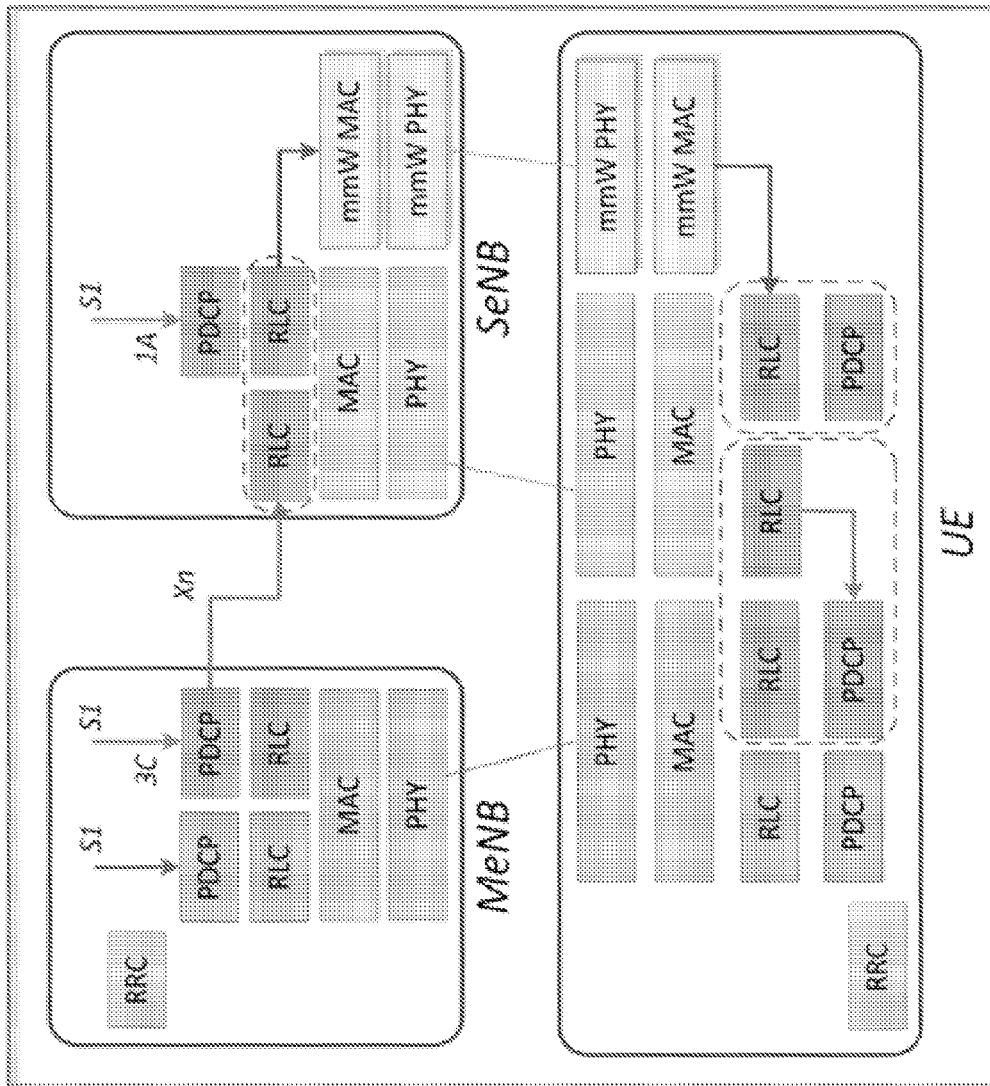 S1
S1
3C
RRC
PDCP
PDCP
RLC
RLC
MAC
PHY
MeNB
Xn
S1
1A
PDCP
RLC
RLC
MAC
mmW MAC
PHY
mmW PHY
SeNB
PHY
PHY
mmW PHY
MAC
MAC
mmW MAC
RLC
RLC
RLC
RLC
RRC
PDCP
PDCP
PDCP
UE